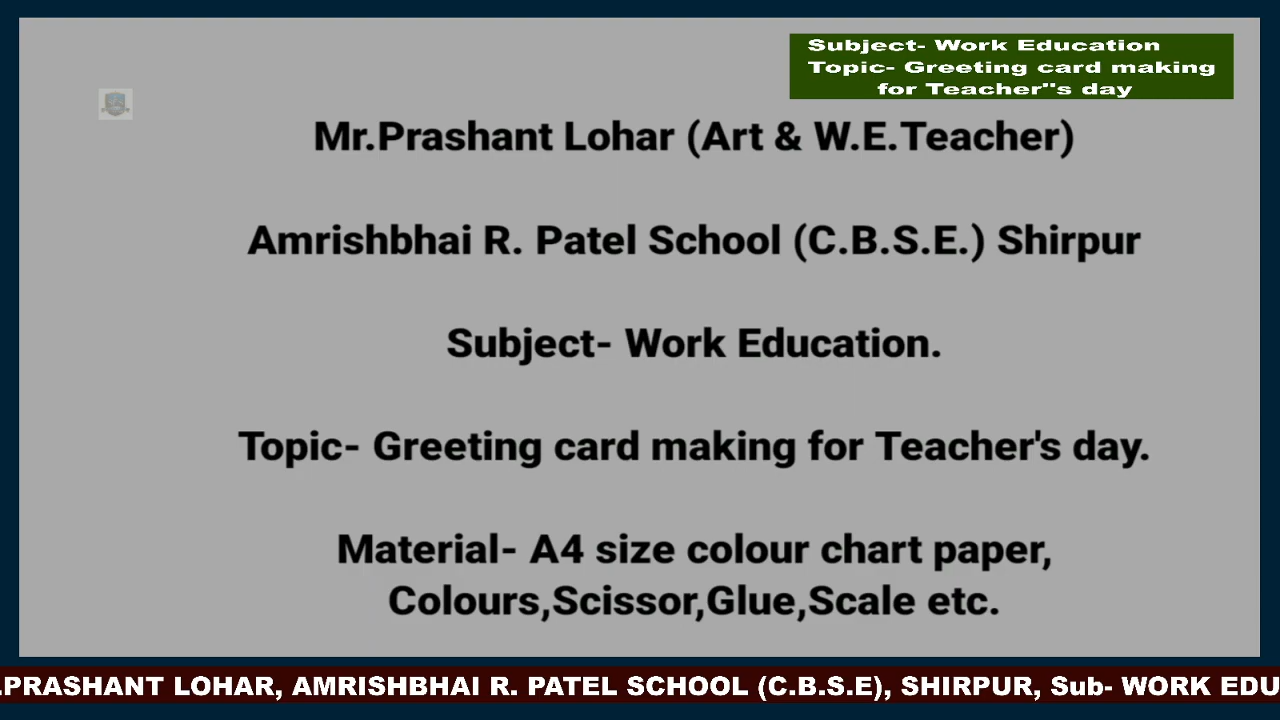 Subject- Work Education
Topic- Greeting card making
for Teacher"s day
Mr.Prashant Lohar (Art & W.E.Teacher)
Amrishbhai R. Patel School (C.B.S.E.) Shirpur
Subject- Work Education.
Topic- Greeting card making for Teacher's day.
Material- A4 size colour chart paper,
Colours,Scissor,Glue,Scale etc.
.PRASHANT LOHAR, AMRISHBHAI R. PATEL SCHOOL (C.B.S.E), SHIRPUR, Sub- WORK EDU